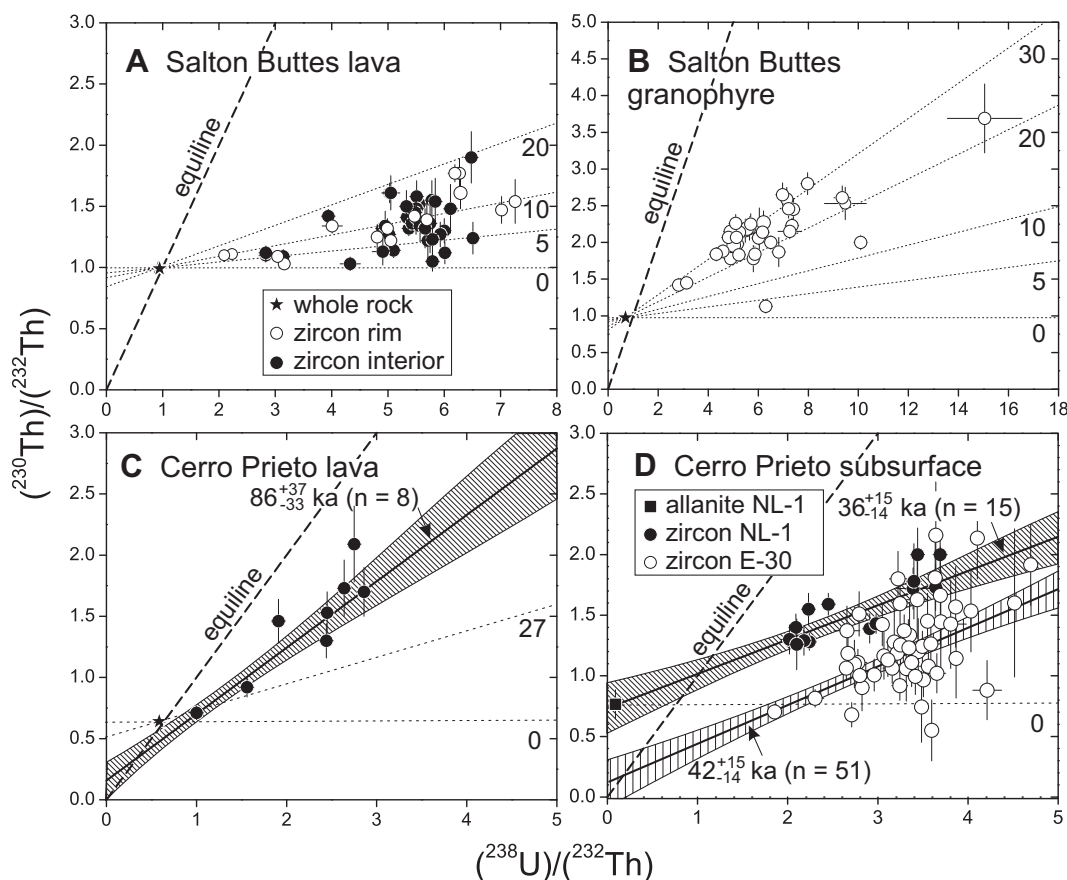 (230Th)/(232Th)
3.0
2.5
2.0
1.5
1.0
0.5
0.0
A Salton Buttes lava
equiline
20
10
5
0
★ whole rock
○ zircon rim
● zircon interior
0 1 2 3 4 5 6 7 8
5.0
4.5
4.0
3.5
3.0
2.5
2.0
1.5
1.0
0.5
0.0
B Salton Buttes
granophyre
equiline
30
20
10
5
0
0 2 4 6 8 10 12 14 16 18
3.0
2.5
2.0
1.5
1.0
0.5
0.0
C Cerro Prieto lava
86 +37 -33 ka (n = 8)
equiline
27
0
0 1 2 3 4 5
3.0
2.5
2.0
1.5
1.0
0.5
0.0
D Cerro Prieto subsurface
■ allanite NL-1
● zircon NL-1
○ zircon E-30
36 +15 -14 ka (n = 15)
equiline
0
42 +15 -14 ka (n = 51)
0 1 2 3 4 5
(238U)/(232Th)